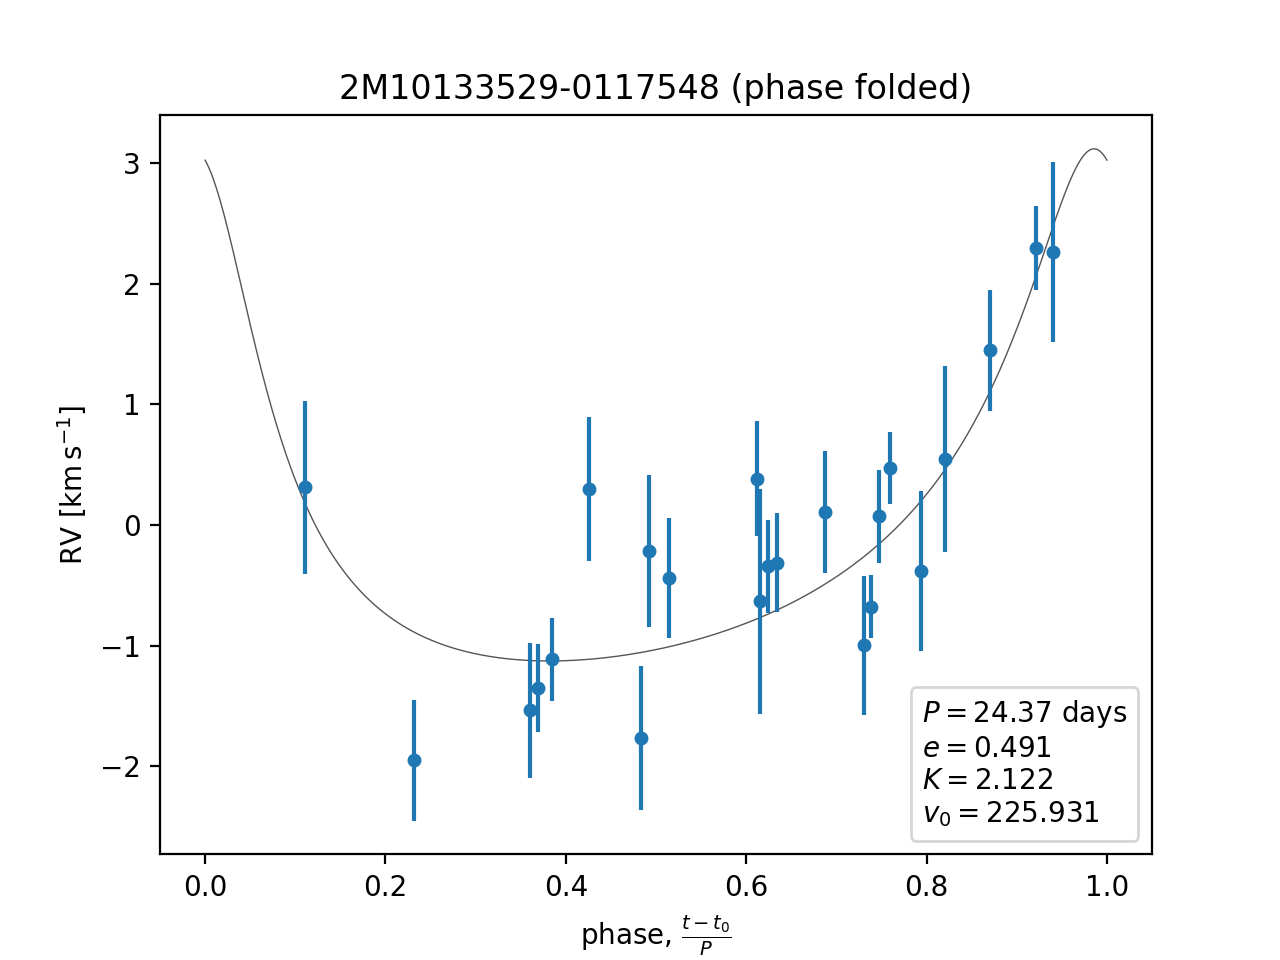 2M10133529-0117548 (phase folded)
RV [km s⁻¹]
3
2
1
0
−1
−2
0.0 0.2 0.4 0.6 0.8 1.0
phase, (t − t₀)/P
P = 24.37 days
e = 0.491
K = 2.122
v₀ = 225.931